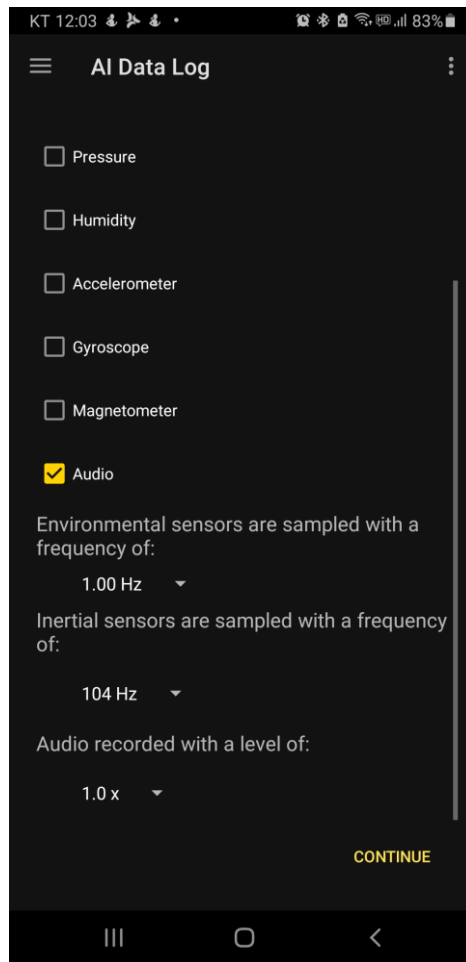 KT 12:03 HD 83%
AI Data Log
Pressure
Humidity
Accelerometer
Gyroscope
Magnetometer
Audio
Environmental sensors are sampled with a
frequency of:
1.00 Hz
Inertial sensors are sampled with a frequency
of:
104 Hz
Audio recorded with a level of:
1.0 x
CONTINUE